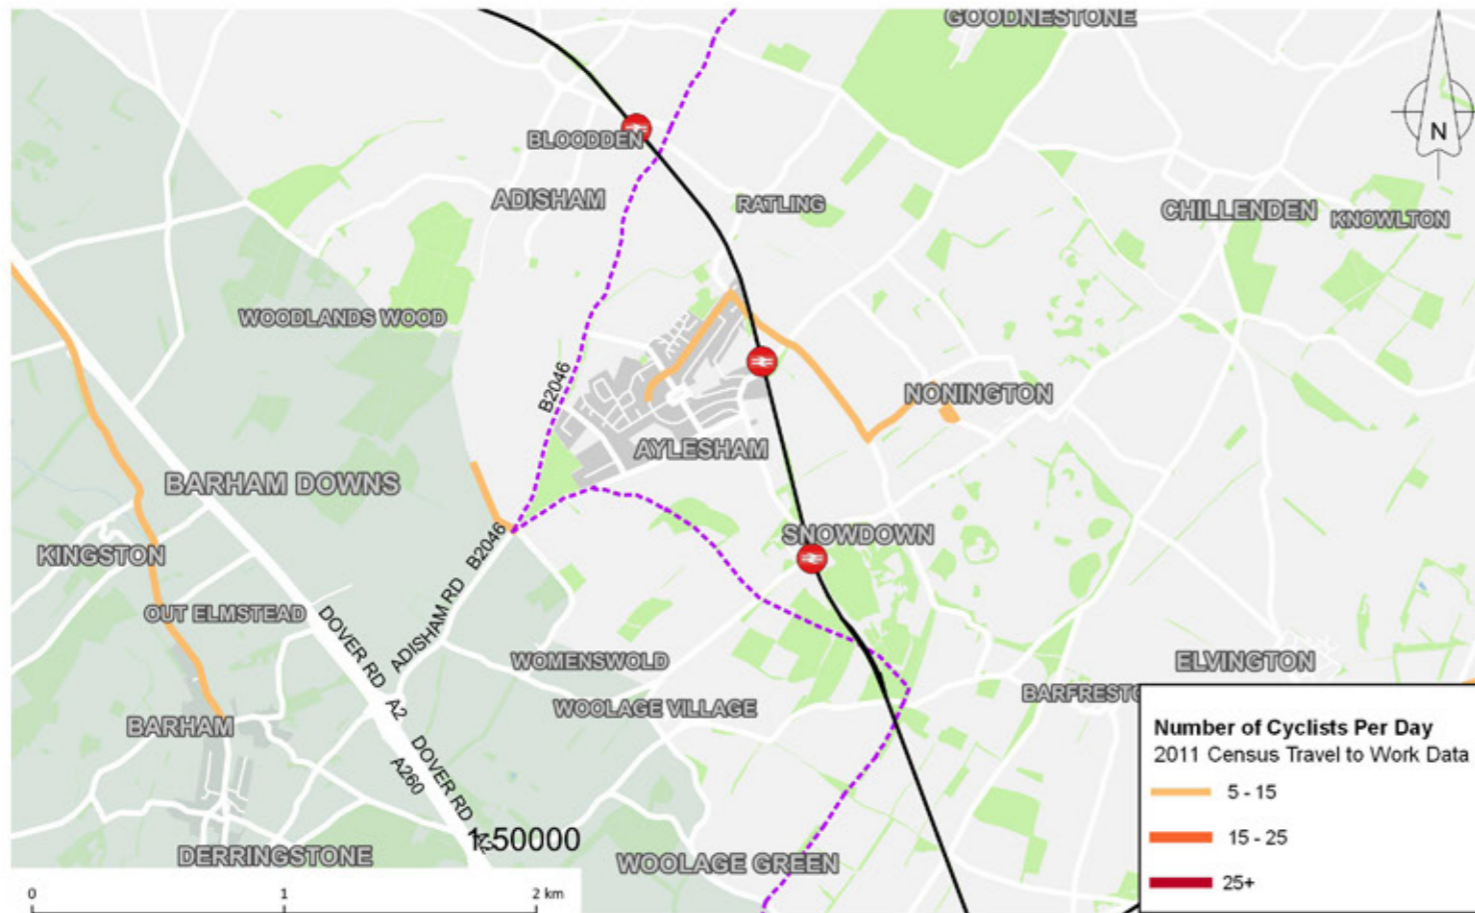 GOODNESTONE
N
BLOODDEN
ADISHAM
RATLING
CHILLENDEN
KNOWLTON
WOODLANDS WOOD
B2046
NONINGTON
AYLESHAM
BARHAM DOWNS
SNOWDOWN
B2046
KINGSTON
ADISHAM RD
OUT ELMSTEAD
DOVER RD
A2
WOMENSWOLD
ELVINGTON
WOOLAGE VILLAGE
BARHAM
DOVER RD
A2
A260
1:50000
DERRINGSTONE
WOOLAGE GREEN
0 1 2 km
Number of Cyclists Per Day
2011 Census Travel to Work Data
5 - 15
15 - 25
25+